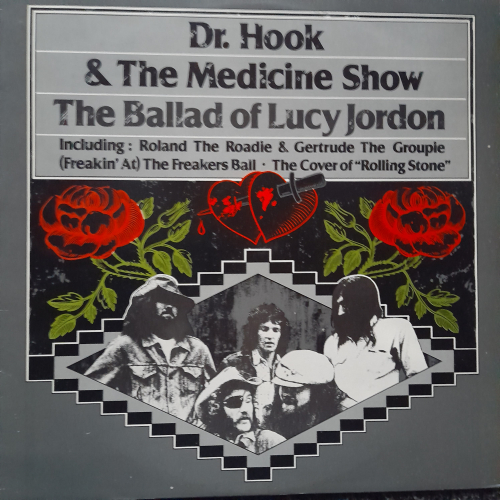 Dr. Hook
& The Medicine Show
The Ballad of Lucy Jordon
Including: Roland The Roadie & Gertrude The Groupie
(Freakin' At) The Freakers Ball · The Cover of "Rolling Stone"